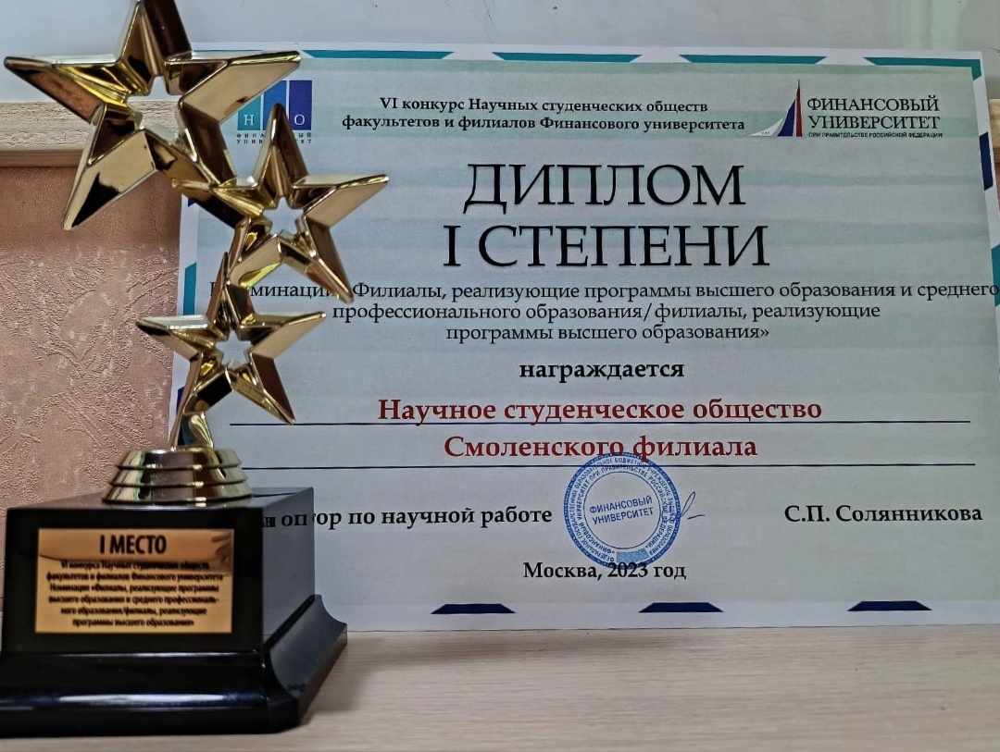 Н О
VI конкурс Научных студенческих обществ
факультетов и филиалов Финансового университета
ФИНАНСОВЫЙ
УНИВЕРСИТЕТ
ПРИ ПРАВИТЕЛЬСТВЕ РОССИЙСКОЙ ФЕДЕРАЦИИ
ДИПЛОМ
I СТЕПЕНИ
Филиалы, реализующие программы высшего образования и среднего
профессионального образования/филиалы, реализующие
программы высшего образования»
награждается
Научное студенческое общество
Смоленского филиала
по научной работе
ФИНАНСОВЫЙ
УНИВЕРСИТЕТ
С.П. Солянникова
Москва, 2023 год
I МЕСТО
VI конкурса Научных студенческих обществ
факультетов и филиалов Финансового университета
Номинация «Филиалы, реализующие программы
высшего образования и среднего профессиональ-
ного образования/филиалы, реализующие
программы высшего образования»